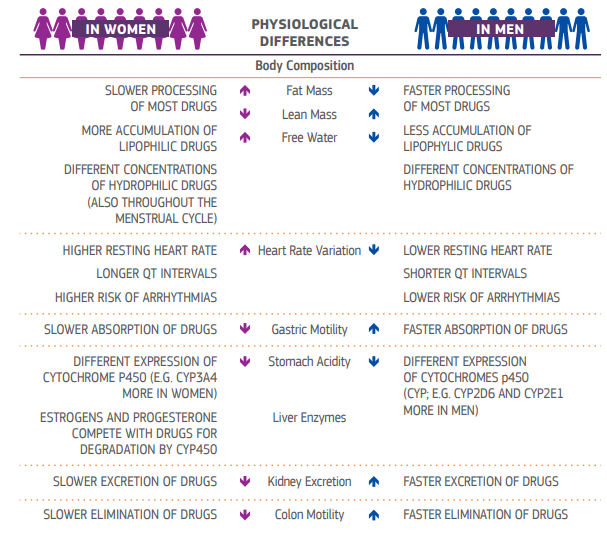 IN WOMEN
PHYSIOLOGICAL
DIFFERENCES
IN MEN
Body Composition
SLOWER PROCESSING
OF MOST DRUGS
MORE ACCUMULATION OF
LIPOPHILIC DRUGS
DIFFERENT CONCENTRATIONS
OF HYDROPHILIC DRUGS
(ALSO THROUGHOUT THE
MENSTRUAL CYCLE)
Fat Mass
Lean Mass
Free Water
FASTER PROCESSING
OF MOST DRUGS
LESS ACCUMULATION OF
LIPOPHYLIC DRUGS
DIFFERENT CONCENTRATIONS OF
HYDROPHILIC DRUGS
HIGHER RESTING HEART RATE
LONGER QT INTERVALS
HIGHER RISK OF ARRHYTHMIAS
Heart Rate Variation
LOWER RESTING HEART RATE
SHORTER QT INTERVALS
LOWER RISK OF ARRHYTHMIAS
SLOWER ABSORPTION OF DRUGS
Gastric Motility
FASTER ABSORPTION OF DRUGS
DIFFERENT EXPRESSION OF
CYTOCHROME P450 (E.G. CYP3A4
MORE IN WOMEN)
ESTROGENS AND PROGESTERONE
COMPETE WITH DRUGS FOR
DEGRADATION BY CYP450
Stomach Acidity
Liver Enzymes
DIFFERENT EXPRESSION
OF CYTOCHROMES p450
(CYP; E.G. CYP2D6 AND CYP2E1
MORE IN MEN)
SLOWER EXCRETION OF DRUGS
Kidney Excretion
FASTER EXCRETION OF DRUGS
SLOWER ELIMINATION OF DRUGS
Colon Motility
FASTER ELIMINATION OF DRUGS